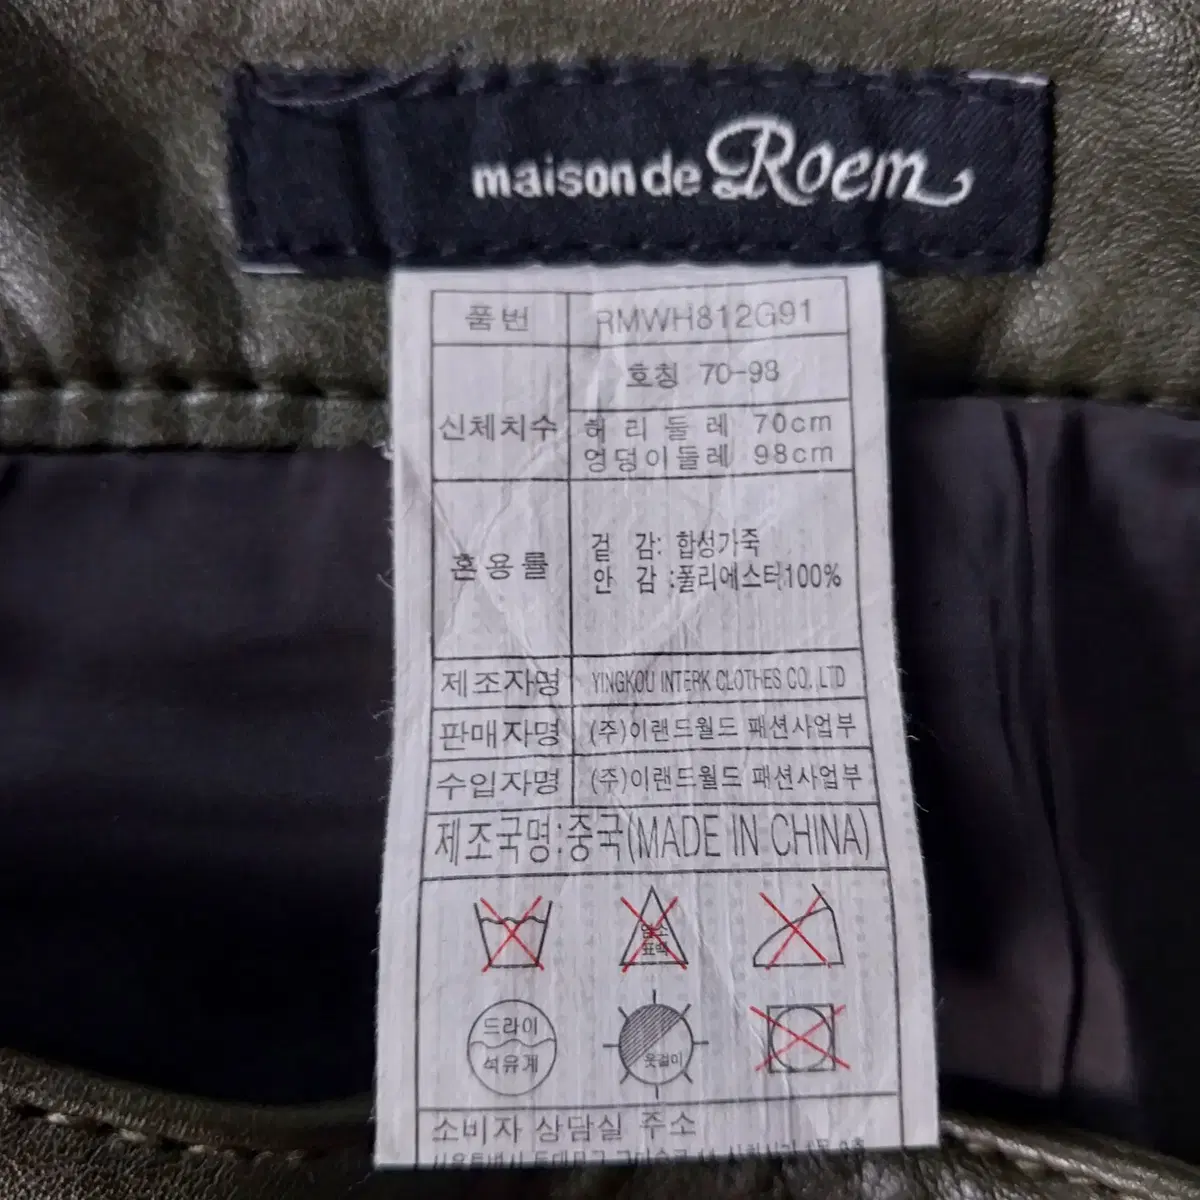 maison de Roem
품번 RMWH812G91
호칭 70-98
신체치수 허리둘레 70cm
엉덩이둘레 98cm
혼용률 겉 감: 합성가죽
안 감:폴리에스터100%
제조자명 YINGKOU INTERK CLOTHES CO., LTD
판매자명 (주)이랜드월드 패션사업부
수입자명 (주)이랜드월드 패션사업부
제조국명:중국(MADE IN CHINA)
염소
표백
드라이
석유계
옷걸이
소비자 상담실 주소